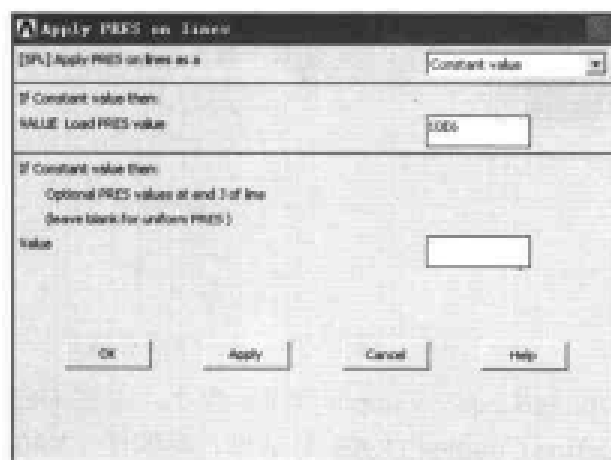 Apply PRES on lines
[SFL] Apply PRES on lines as a
Constant value
If Constant value then:
VALUE Load PRES value
10E6
If Constant value then:
Optional PRES values at end J of line
(leave blank for uniform PRES )
Value
OK
Apply
Cancel
Help